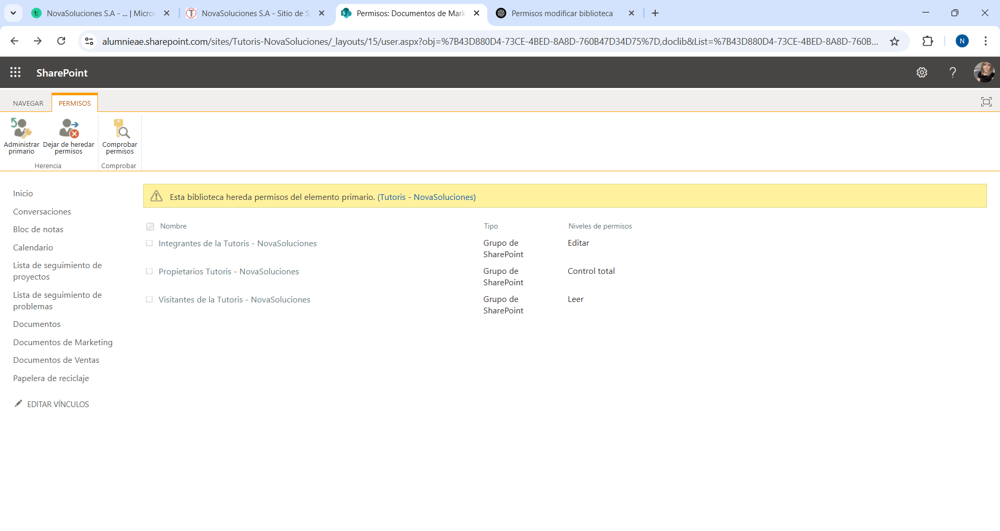 NovaSoluciones S.A - ... | Micros
NovaSoluciones S.A - Sitio de S
Permisos: Documentos de Mark
Permisos modificar biblioteca
alumnieae.sharepoint.com/sites/Tutoris-NovaSoluciones/_layouts/15/user.aspx?obj=%7B43D880D4-73CE-4BED-8A8D-760B47D34D75%7D,doclib&List=%7B43D880D4-73CE-4BED-8A8D-760B...
N
SharePoint
NAVEGAR
PERMISOS
Administrar
primario
Dejar de heredar
permisos
Comprobar
permisos
Herencia
Comprobar
Inicio
Conversaciones
Bloc de notas
Calendario
Lista de seguimiento de
proyectos
Lista de seguimiento de
problemas
Documentos
Documentos de Marketing
Documentos de Ventas
Papelera de reciclaje
EDITAR VÍNCULOS
Esta biblioteca hereda permisos del elemento primario. (Tutoris - NovaSoluciones)
Nombre
Tipo
Niveles de permisos
Integrantes de la Tutoris - NovaSoluciones
Grupo de
SharePoint
Editar
Propietarios Tutoris - NovaSoluciones
Grupo de
SharePoint
Control total
Visitantes de la Tutoris - NovaSoluciones
Grupo de
SharePoint
Leer